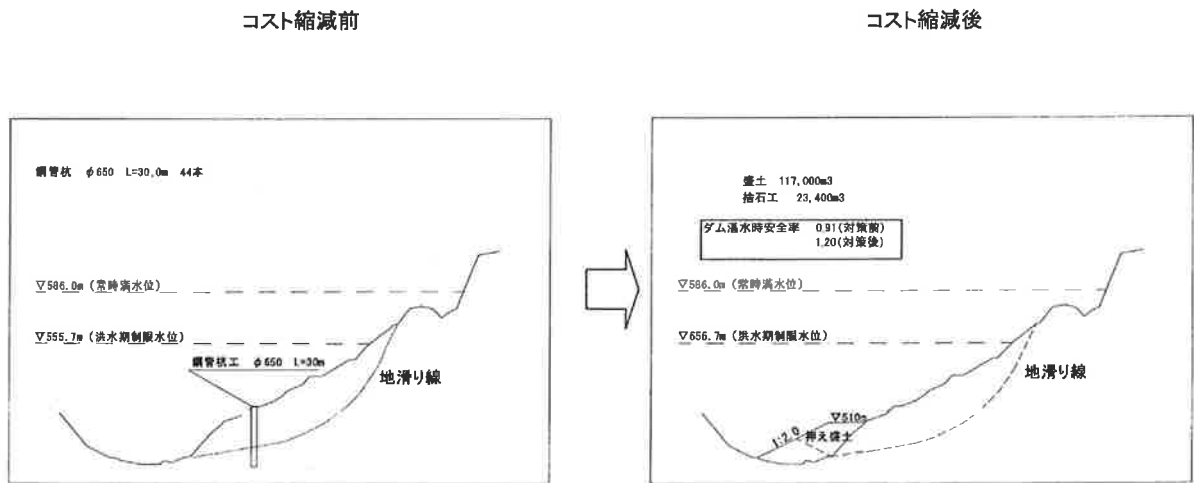 コスト縮減前
鋼管杭 φ650 L=30.0m 44本
▽586.0m (常時満水位)
▽555.7m (洪水期制限水位)
鋼管杭工 φ650 L=30m
地滑り線
コスト縮減後
盛土 117,000m3
捨石工 23,400m3
ダム湛水時安全率 0.91(対策前)
1.20(対策後)
▽586.0m (常時満水位)
▽656.7m (洪水期制限水位)
地滑り線
▽510m
1:2.0
押え盛土